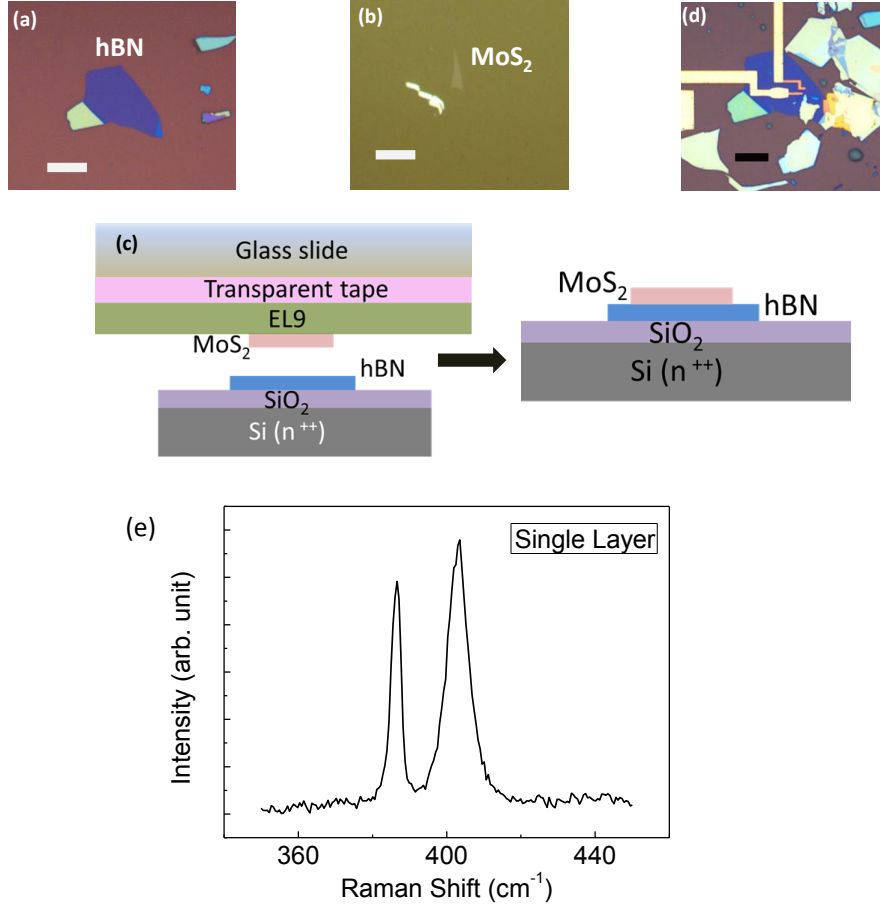 (a)
hBN
(b)
MoS₂
(d)
(c)
Glass slide
Transparent tape
EL9
MoS₂
hBN
SiO₂
Si (n⁺⁺)
MoS₂
hBN
SiO₂
Si (n⁺⁺)
(e)
Single Layer
Intensity (arb. unit)
360
400
440
Raman Shift (cm⁻¹)